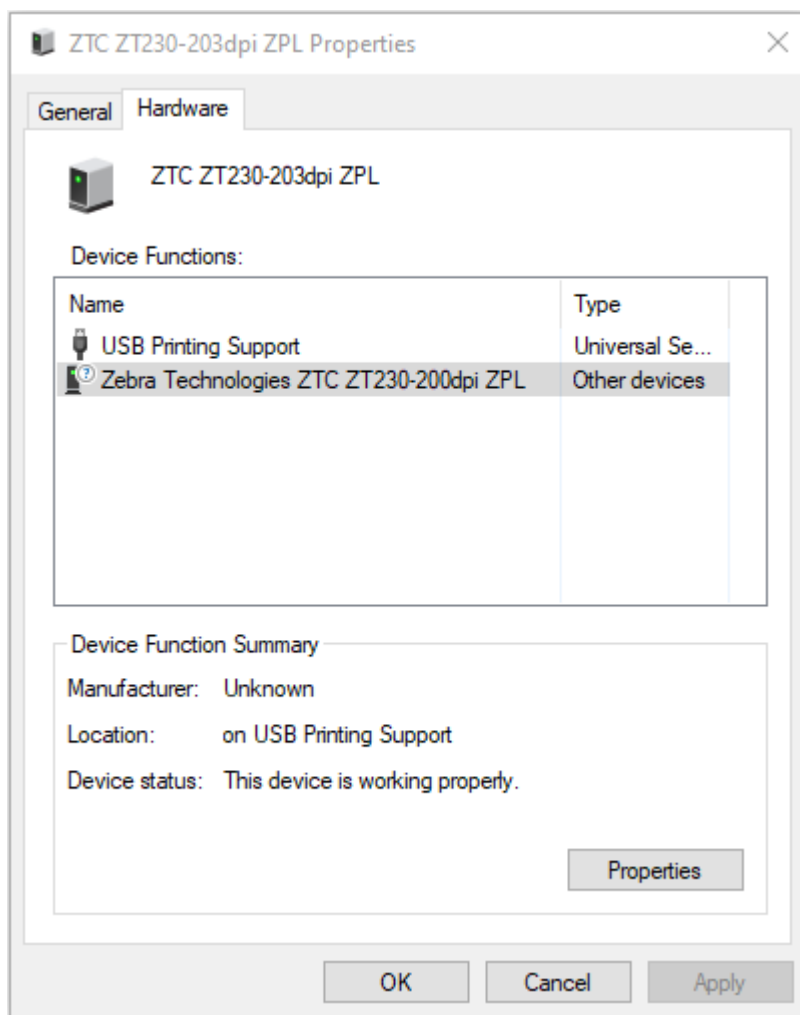 ZTC ZT230-203dpi ZPL Properties
General Hardware
ZTC ZT230-203dpi ZPL
Device Functions:
Name Type
USB Printing Support Universal Se...
Zebra Technologies ZTC ZT230-200dpi ZPL Other devices
Device Function Summary
Manufacturer: Unknown
Location: on USB Printing Support
Device status: This device is working properly.
Properties
OK Cancel Apply